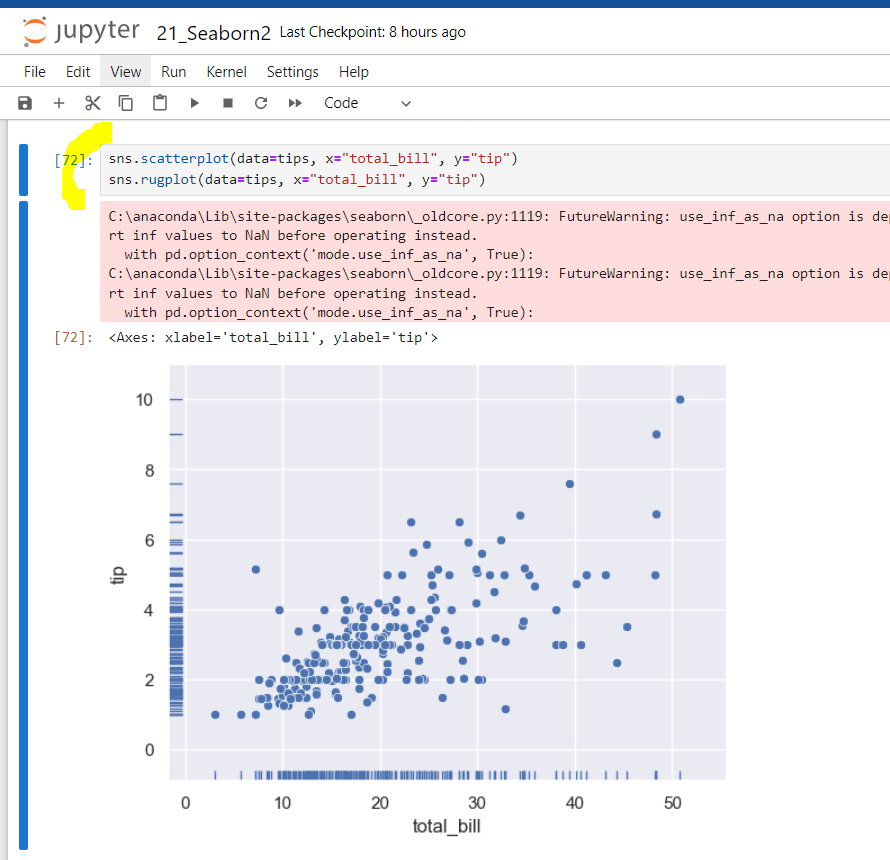 jupyter 21_Seaborn2 Last Checkpoint: 8 hours ago
File Edit View Run Kernel Settings Help
Code
[72]: sns.scatterplot(data=tips, x="total_bill", y="tip")
sns.rugplot(data=tips, x="total_bill", y="tip")
C:\anaconda\Lib\site-packages\seaborn\_oldcore.py:1119: FutureWarning: use_inf_as_na option is de
rt inf values to NaN before operating instead.
  with pd.option_context('mode.use_inf_as_na', True):
C:\anaconda\Lib\site-packages\seaborn\_oldcore.py:1119: FutureWarning: use_inf_as_na option is de
rt inf values to NaN before operating instead.
  with pd.option_context('mode.use_inf_as_na', True):
[72]: <Axes: xlabel='total_bill', ylabel='tip'>
10
8
6
4
2
0
tip
0 10 20 30 40 50
total_bill